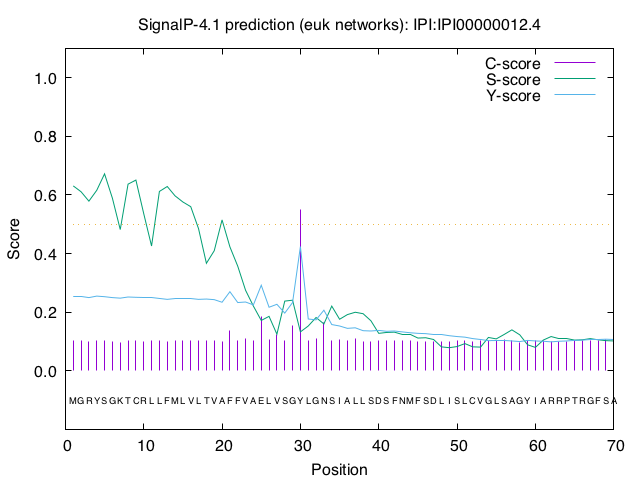 SignalP-4.1 prediction (euk networks): IPI:IPI00000012.4
C-score
S-score
Y-score
1.0
0.8
0.6
0.4
0.2
0.0
Score
MGRYSGKTCRLLFMLVLTVAFFVAELVSGYLGNSIALLSDSFNMFSDLISLCVGLSAGYIARRPTRGFSA
0 10 20 30 40 50 60 70
Position